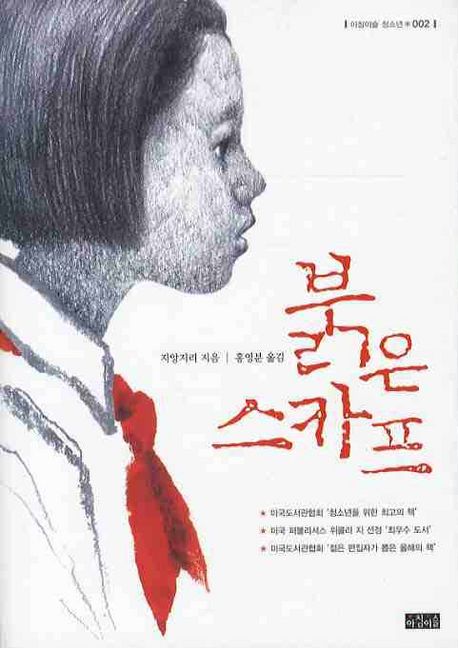 아침이슬 청소년 * 002
붉은
스카프
지앙지리 지음 | 홍영분 옮김
★ 미국도서관협회 '청소년을 위한 최고의 책'
★ 미국 퍼블리셔스 위클리 지 선정 '최우수 도서'
★ 미국도서관협회 '젊은 편집자가 뽑은 올해의 책'
아침이슬